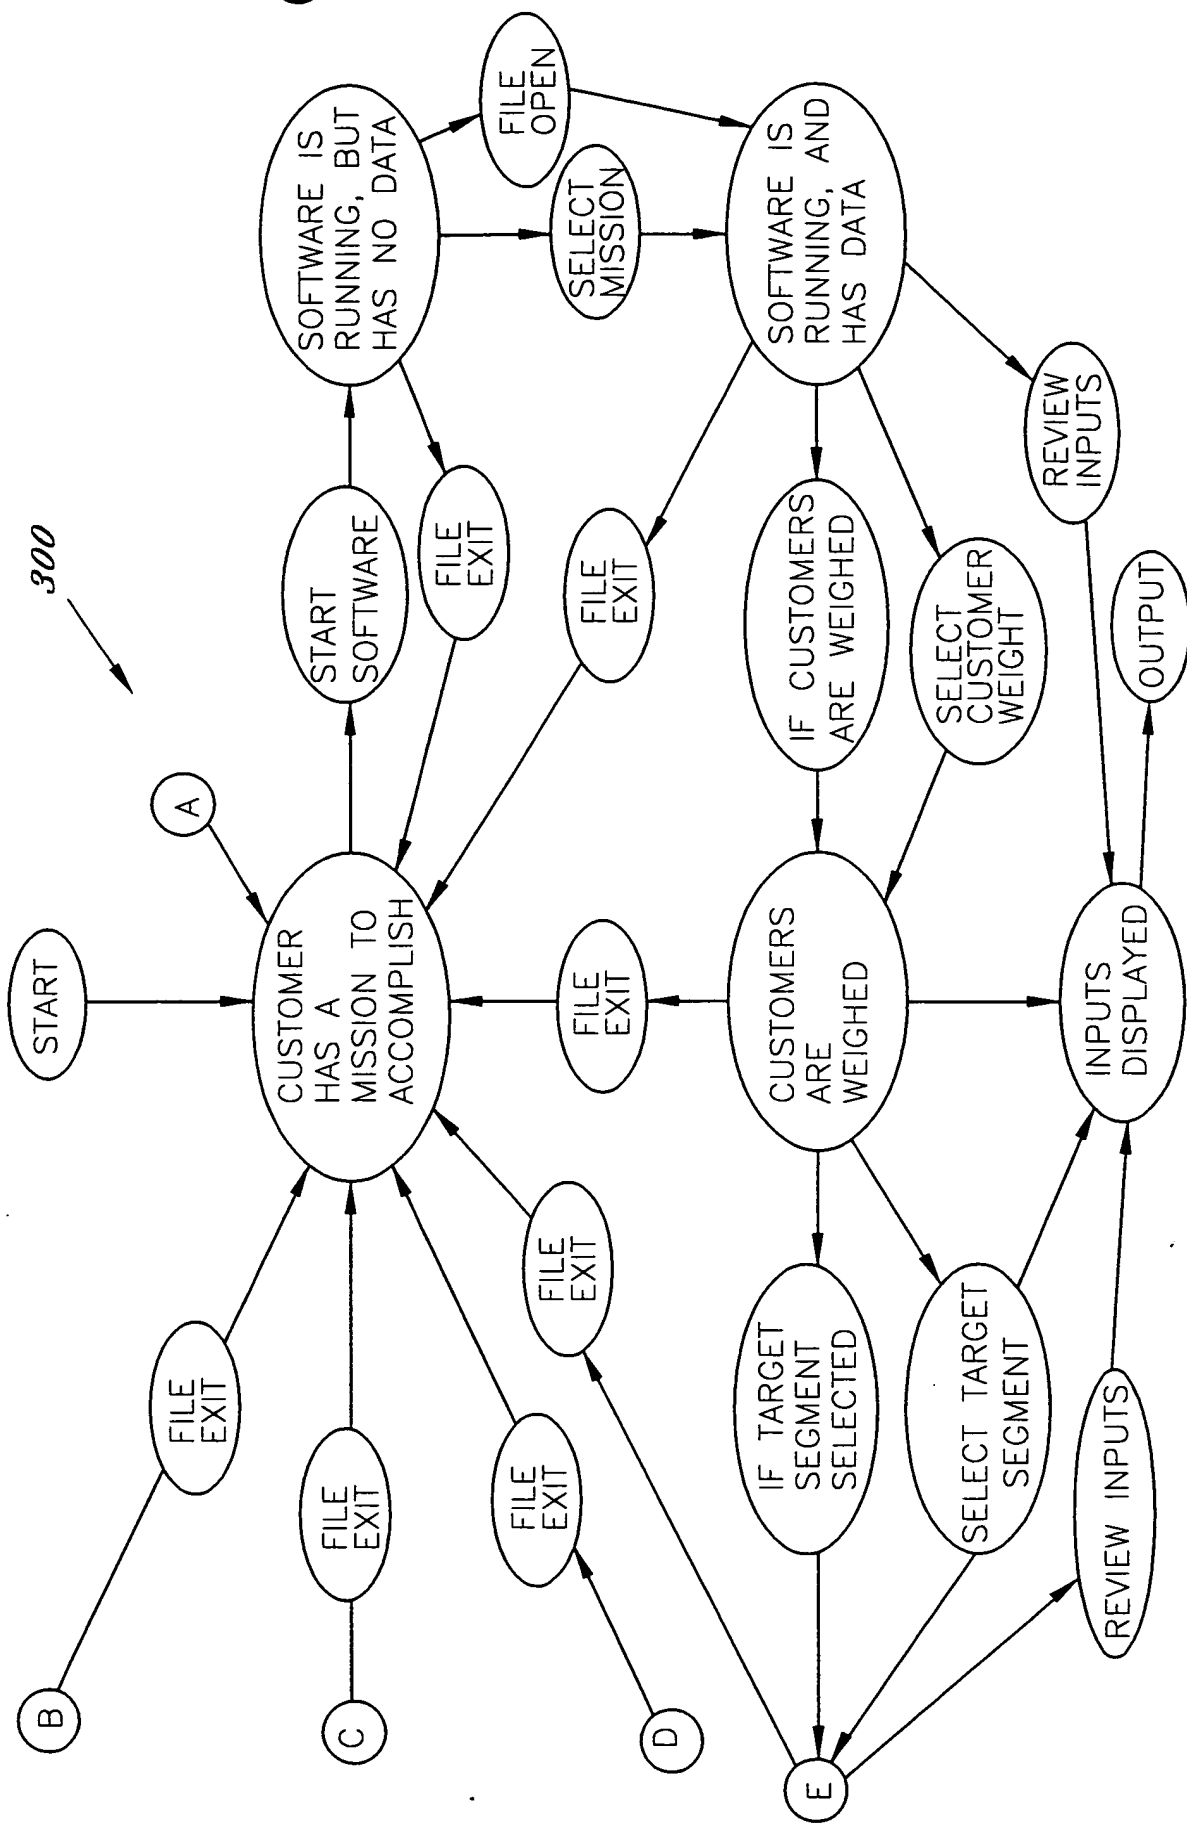 300
START
A
CUSTOMER
HAS A
MISSION TO
ACCOMPLISH
START
SOFTWARE
SOFTWARE IS
RUNNING, BUT
HAS NO DATA
FILE
OPEN
SELECT
MISSION
FILE
EXIT
FILE
EXIT
SOFTWARE IS
RUNNING, AND
HAS DATA
IF CUSTOMERS
ARE WEIGHED
SELECT
CUSTOMER
WEIGHT
REVIEW
INPUTS
OUTPUT
FILE
EXIT
CUSTOMERS
ARE
WEIGHED
INPUTS
DISPLAYED
B
FILE
EXIT
C
FILE
EXIT
D
FILE
EXIT
FILE
EXIT
IF TARGET
SEGMENT
SELECTED
SELECT TARGET
SEGMENT
E
REVIEW INPUTS